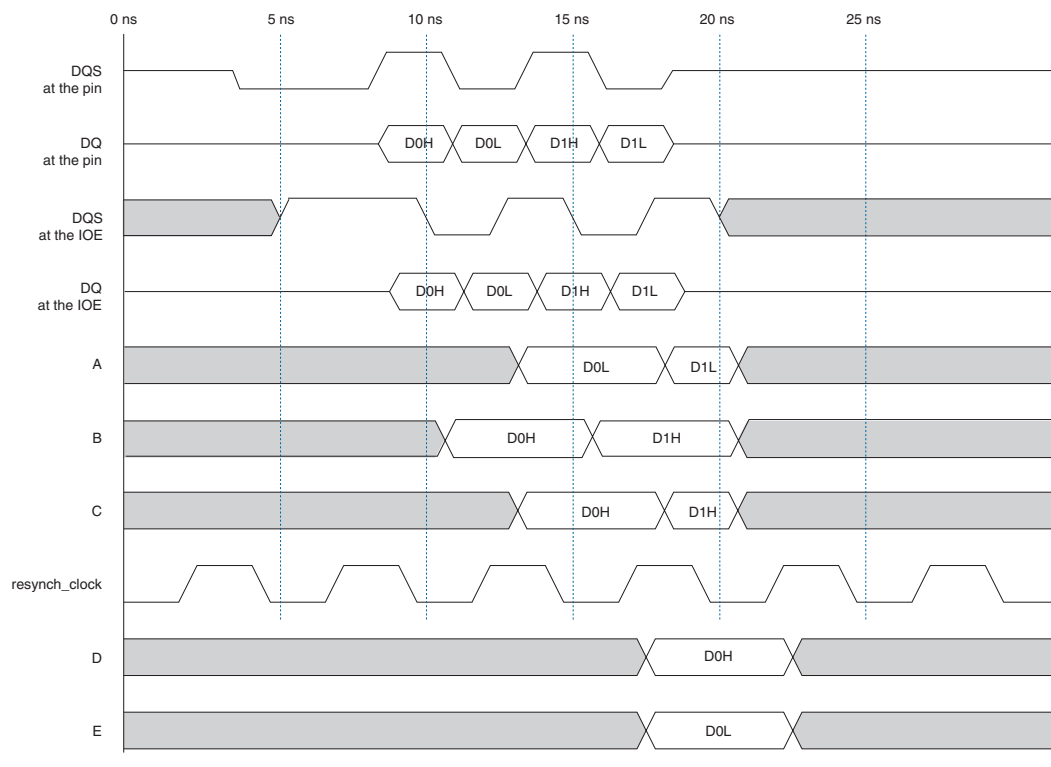 0 ns 5 ns 10 ns 15 ns 20 ns 25 ns
DQS
at the pin
DQ
at the pin
D0H D0L D1H D1L
DQS
at the IOE
DQ
at the IOE
D0H D0L D1H D1L
A D0L D1L
B D0H D1H
C D0H D1H
resynch_clock
D D0H
E D0L